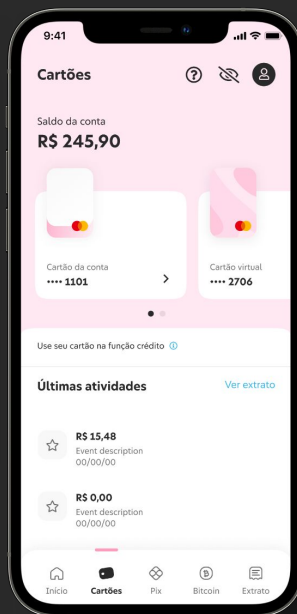 9:41
Cartões
Saldo da conta
R$ 245,90
Cartão da conta
•••• 1101
Cartão virtual
•••• 2706
Use seu cartão na função crédito
Últimas atividades
Ver extrato
R$ 15,48
Event description
00/00/00
R$ 0,00
Event description
00/00/00
Início
Cartões
Pix
Bitcoin
Extrato